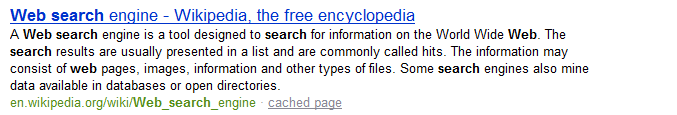 Web search engine - Wikipedia, the free encyclopedia
A Web search engine is a tool designed to search for information on the World Wide Web. The
search results are usually presented in a list and are commonly called hits. The information may
consist of web pages, images, information and other types of files. Some search engines also mine
data available in databases or open directories.
en.wikipedia.org/wiki/Web_search_engine · cached page